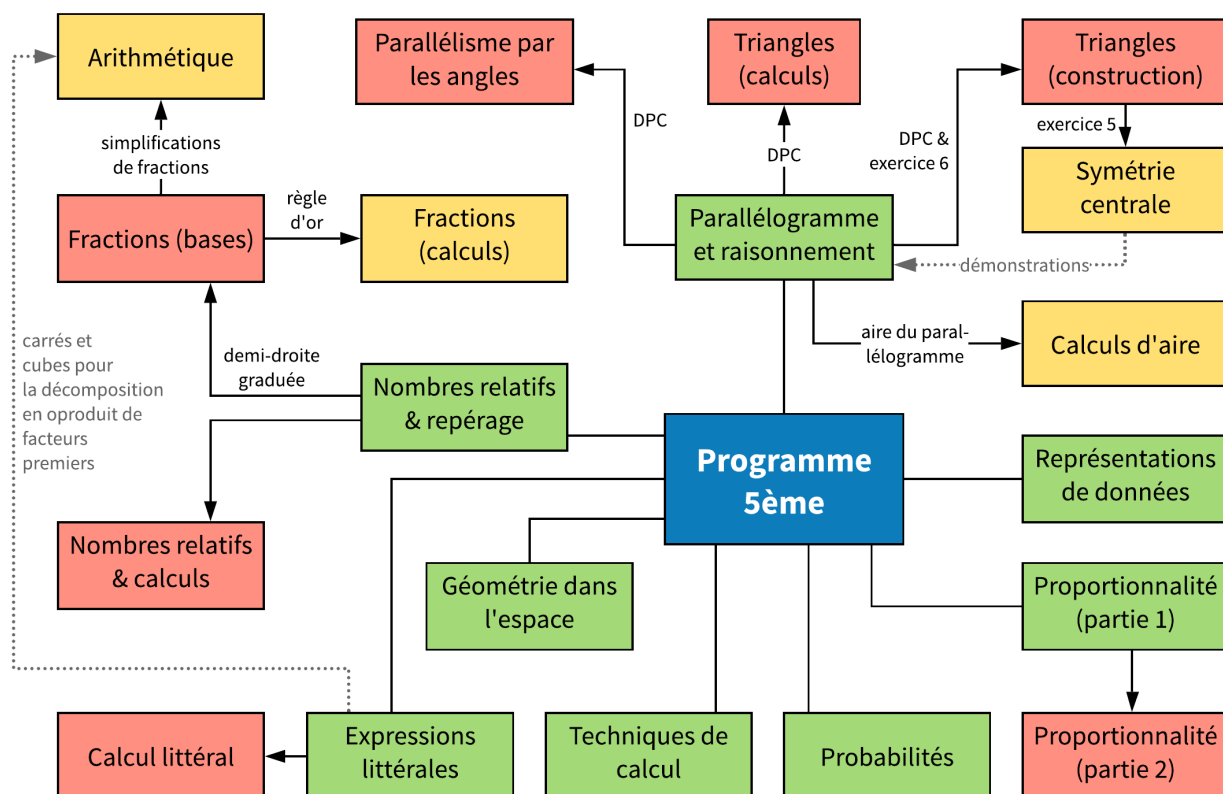 Arithmétique
Parallélisme par
les angles
Triangles
(calculs)
Triangles
(construction)
simplifications
de fractions
DPC
DPC
DPC &
exercice 6
exercice 5
Symétrie
centrale
Fractions (bases)
règle
d'or
Fractions
(calculs)
Parallélogramme
et raisonnement
démonstrations
carrés et
cubes pour
la décomposition
en oproduit de
facteurs
premiers
demi-droite
graduée
Nombres relatifs
& repérage
aire du paral-
lélogramme
Calculs d'aire
Programme
5ème
Représentations
de données
Nombres relatifs
& calculs
Géométrie dans
l'espace
Proportionnalité
(partie 1)
Calcul littéral
Expressions
littérales
Techniques de
calcul
Probabilités
Proportionnalité
(partie 2)